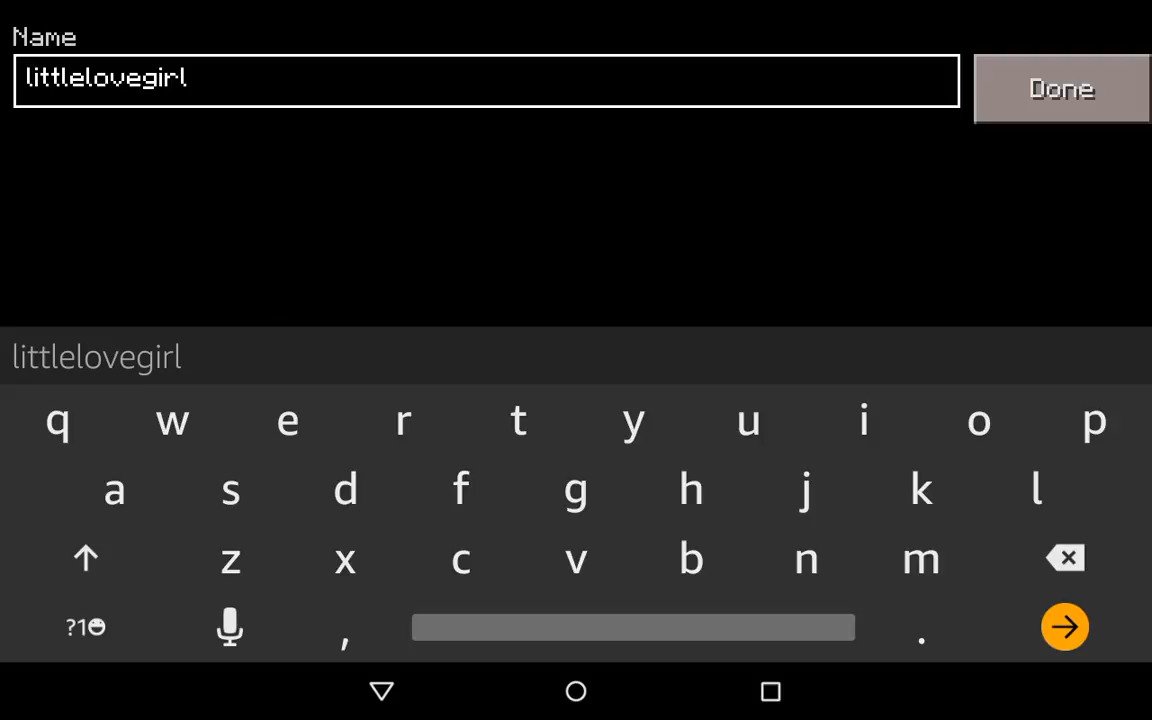 Name
littlelovegirl
Done
littlelovegirl
q w e r t y u i o p
a s d f g h j k l
z x c v b n m
?1☻ , .